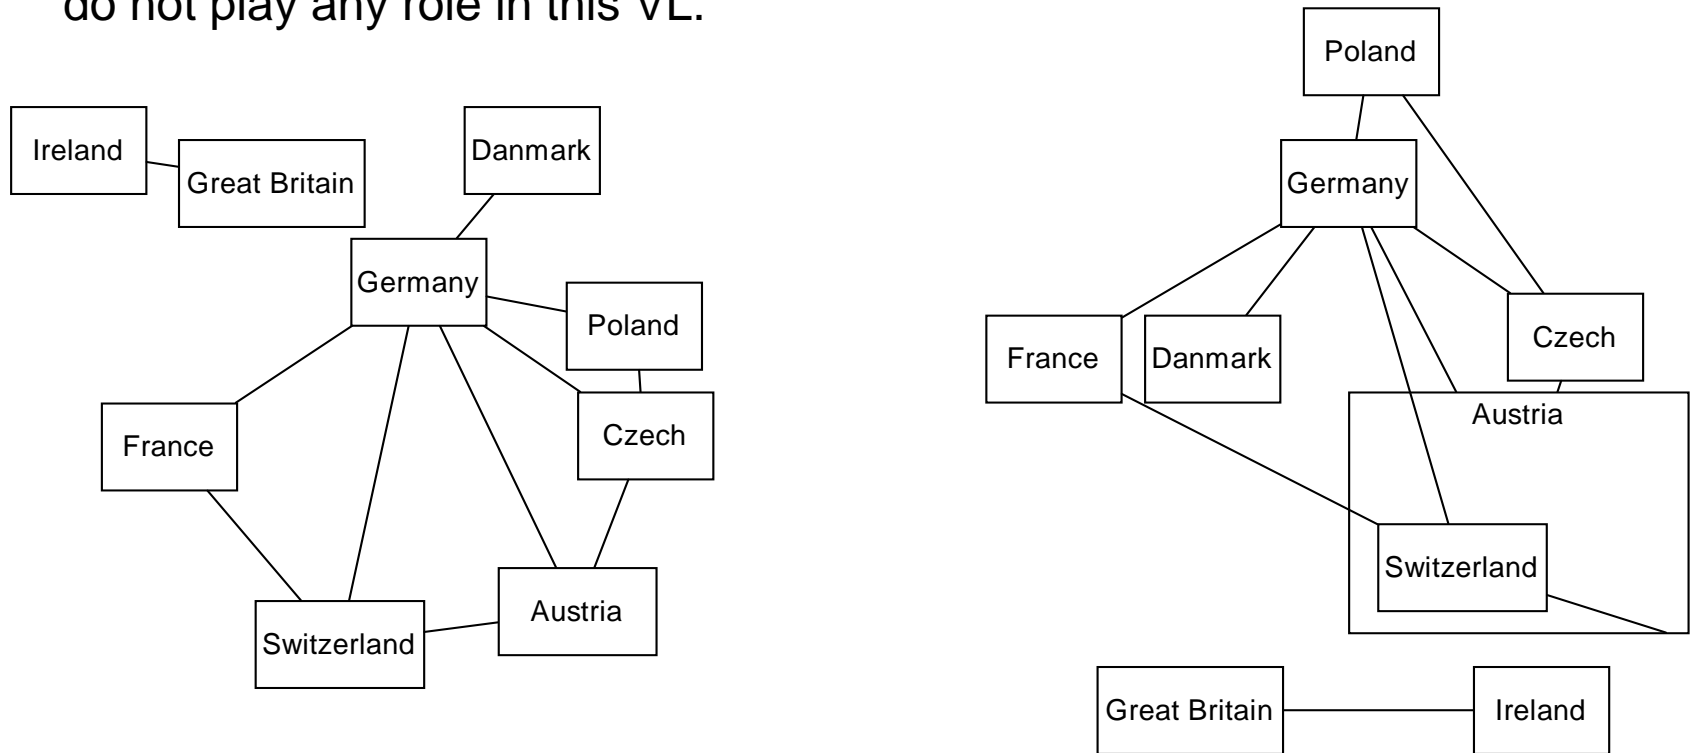 do not play any role in this VL.
Ireland
Great Britain
Danmark
Germany
Poland
France
Czech
Switzerland
Austria
Poland
Germany
France
Danmark
Czech
Austria
Switzerland
Great Britain
Ireland